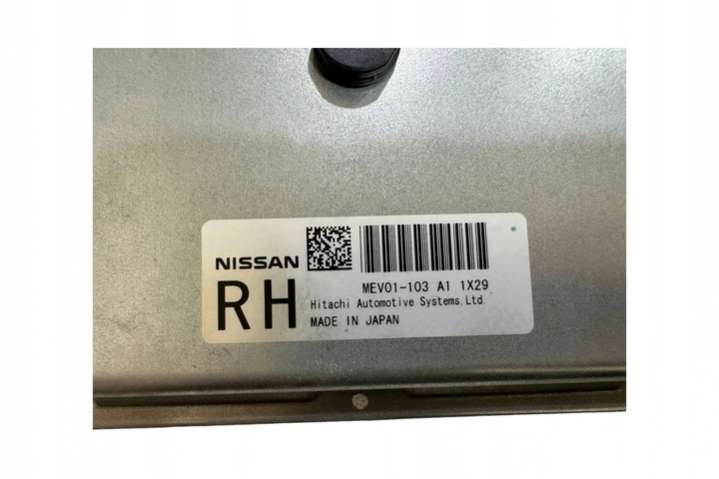 NISSAN
RH
MEV01-103 A1 1X29
Hitachi Automotive Systems,Ltd.
MADE IN JAPAN